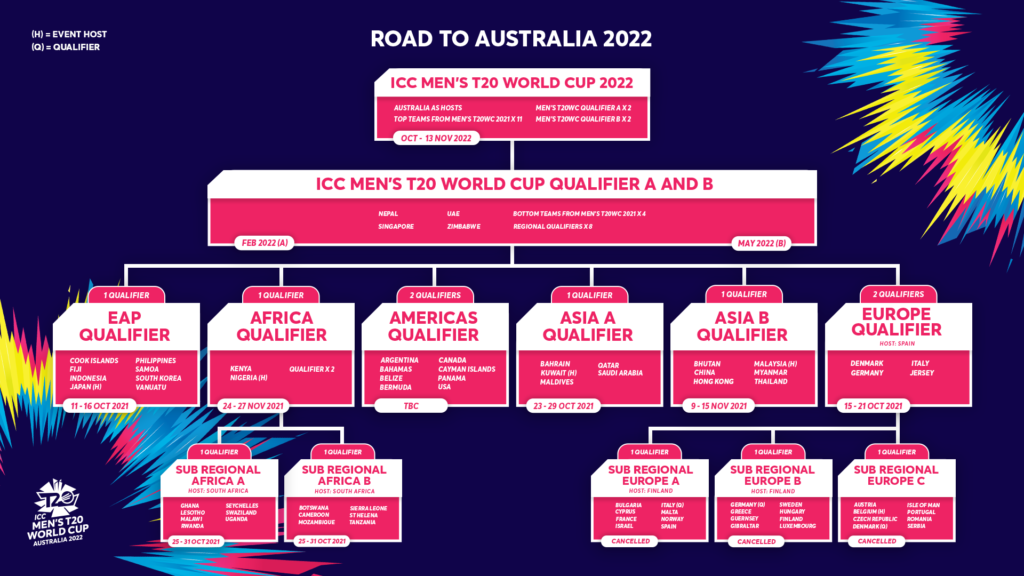 (H) = EVENT HOST
(Q) = QUALIFIER
ROAD TO AUSTRALIA 2022
ICC MEN'S T20 WORLD CUP 2022
AUSTRALIA AS HOSTS
MEN'S T20WC QUALIFIER A X 2
TOP TEAMS FROM MEN'S T20WC 2021 X 11
MEN'S T20WC QUALIFIER B X 2
OCT - 13 NOV 2022
ICC MEN'S T20 WORLD CUP QUALIFIER A AND B
NEPAL
UAE
BOTTOM TEAMS FROM MEN'S T20WC 2021 X 4
SINGAPORE
ZIMBABWE
REGIONAL QUALIFIERS X 8
FEB 2022 (A)
MAY 2022 (B)
1 QUALIFIER
EAP
QUALIFIER
COOK ISLANDS
FIJI
INDONESIA
JAPAN (H)
PHILIPPINES
SAMOA
SOUTH KOREA
VANUATU
11 - 16 OCT 2021
1 QUALIFIER
AFRICA
QUALIFIER
KENYA
NIGERIA (H)
QUALIFIER X 2
24 - 27 NOV 2021
2 QUALIFIERS
AMERICAS
QUALIFIER
ARGENTINA
BAHAMAS
BELIZE
BERMUDA
CANADA
CAYMAN ISLANDS
PANAMA
USA
TBC
1 QUALIFIER
ASIA A
QUALIFIER
BAHRAIN
KUWAIT (H)
MALDIVES
QATAR
SAUDI ARABIA
23 - 29 OCT 2021
1 QUALIFIER
ASIA B
QUALIFIER
BHUTAN
CHINA
HONG KONG
MALAYSIA (H)
MYANMAR
THAILAND
9 - 15 NOV 2021
2 QUALIFIERS
EUROPE
QUALIFIER
HOST: SPAIN
DENMARK
GERMANY
ITALY
JERSEY
15 - 21 OCT 2021
1 QUALIFIER
SUB REGIONAL
AFRICA A
HOST: SOUTH AFRICA
GHANA
LESOTHO
MALAWI
RWANDA
SEYCHELLES
SWAZILAND
UGANDA
25 - 31 OCT 2021
1 QUALIFIER
SUB REGIONAL
AFRICA B
HOST: SOUTH AFRICA
BOTSWANA
CAMEROON
MOZAMBIQUE
SIERRA LEONE
ST HELENA
TANZANIA
25 - 31 OCT 2021
1 QUALIFIER
SUB REGIONAL
EUROPE A
HOST: FINLAND
BULGARIA
CYPRUS
FRANCE
ISRAEL
ITALY (Q)
MALTA
NORWAY
SPAIN
CANCELLED
1 QUALIFIER
SUB REGIONAL
EUROPE B
HOST: FINLAND
GERMANY (Q)
GREECE
GUERNSEY
GIBRALTAR
SWEDEN
HUNGARY
FINLAND
LUXEMBOURG
CANCELLED
1 QUALIFIER
SUB REGIONAL
EUROPE C
AUSTRIA
BELGIUM (H)
CZECH REPUBLIC
DENMARK (Q)
ISLE OF MAN
PORTUGAL
ROMANIA
SERBIA
CANCELLED
T20
ICC
MEN'S T20
WORLD CUP
AUSTRALIA 2022